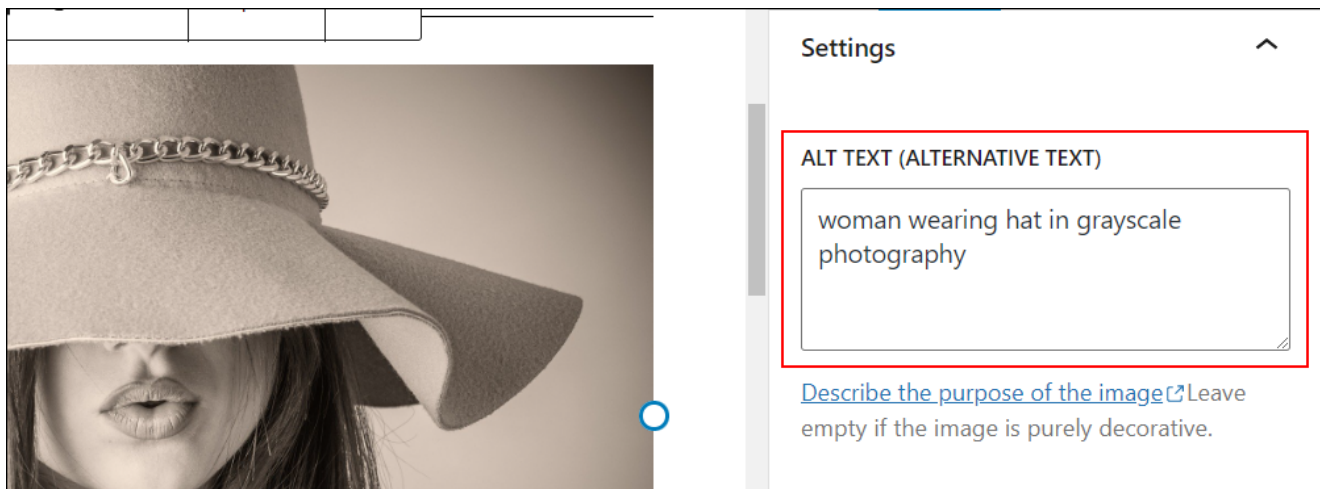 Settings
ALT TEXT (ALTERNATIVE TEXT)
woman wearing hat in grayscale
photography
Describe the purpose of the image Leave
empty if the image is purely decorative.